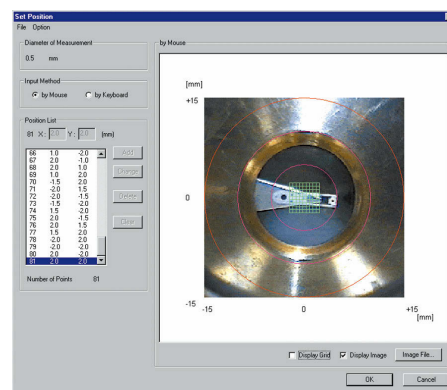 Set Position
File Option
Diameter of Measurement
0.5 mm
Input Method
by Mouse by Keyboard
Position List
81 X: 2.0 Y: 2.0 (mm)
66 1.0 -2.0
67 2.0 -1.0
68 2.0 1.0
69 1.0 2.0
70 -1.5 2.0
71 -2.0 1.5
72 -2.0 -1.5
73 -1.5 -2.0
74 1.5 -2.0
75 2.0 -1.5
76 2.0 1.5
77 1.5 2.0
78 -2.0 2.0
79 -2.0 -2.0
80 2.0 -2.0
81 2.0 2.0
Add
Change
Delete
Clear
Number of Points 81
by Mouse
[mm]
+15
0
-15
-15 0 +15
[mm]
Display Grid Display Image Image File...
OK Cancel